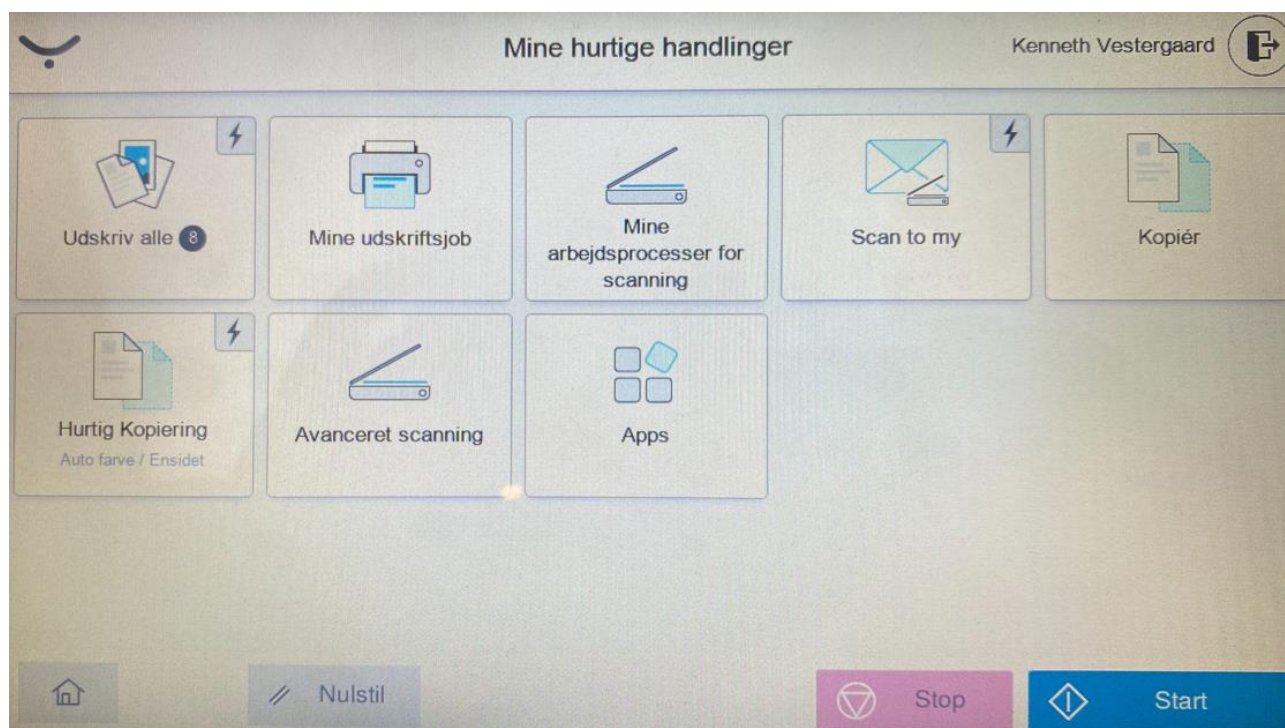 Mine hurtige handlinger
Kenneth Vestergaard
Udskriv alle 8
Mine udskriftsjob
Mine
arbejdsprocesser for
scanning
Scan to my
Kopiér
Hurtig Kopiering
Auto farve / Ensidet
Avanceret scanning
Apps
Nulstil
Stop
Start